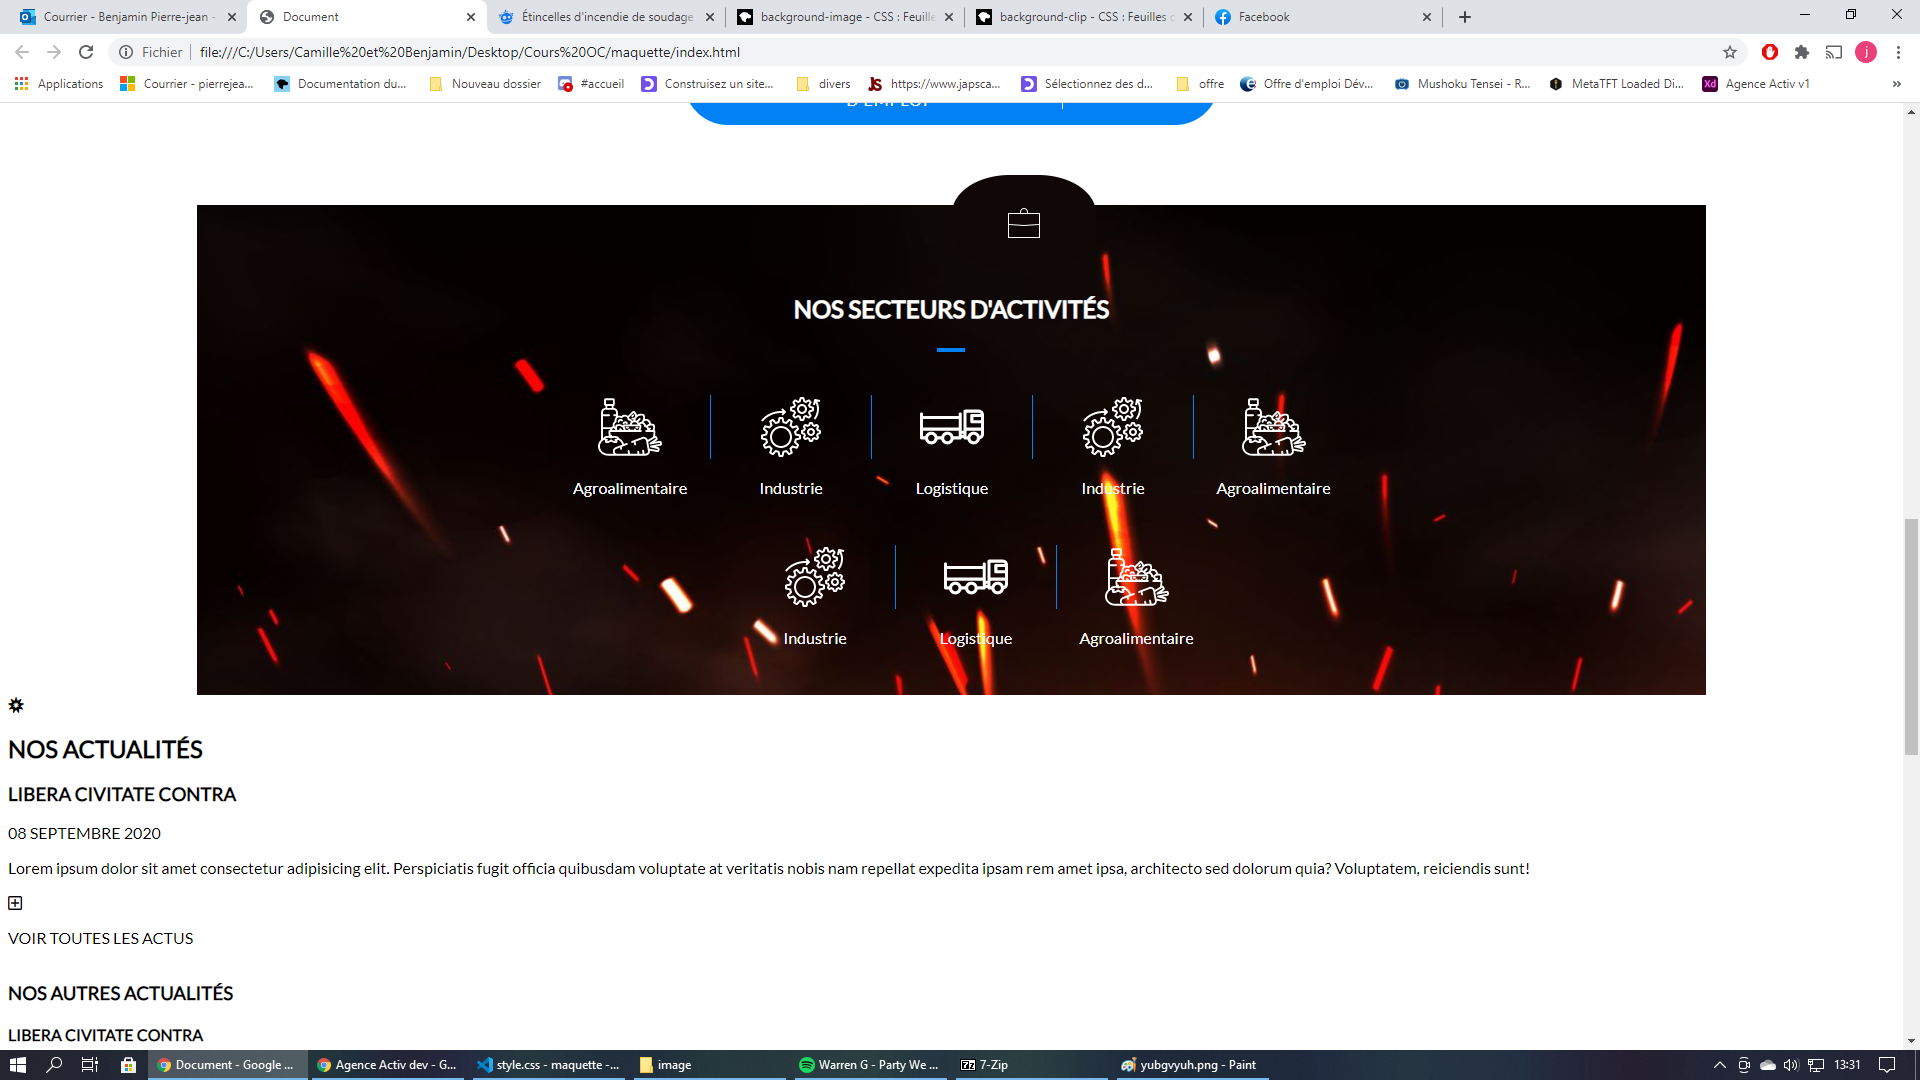 Courrier - Benjamin Pierre-jean -
Document
Étincelles d'incendie de soudage
background-image - CSS : Feuille
background-clip - CSS : Feuilles
Facebook
Fichier
file:///C:/Users/Camille%20et%20Benjamin/Desktop/Cours%20OC/maquette/index.html
j
Applications
Courrier - pierrejea...
Documentation du...
Nouveau dossier
#accueil
Construisez un site...
divers
JS
https://www.japsca...
Sélectionnez des d...
offre
Offre d'emploi Dév...
Mushoku Tensei - R...
MetaTFT Loaded Di...
Xd
Agence Activ v1
»
D'EMPLOI
NOS SECTEURS D'ACTIVITÉS
Agroalimentaire
Industrie
Logistique
Industrie
Agroalimentaire
Industrie
Logistique
Agroalimentaire
NOS ACTUALITÉS
LIBERA CIVITATE CONTRA
08 SEPTEMBRE 2020
Lorem ipsum dolor sit amet consectetur adipisicing elit. Perspiciatis fugit officia quibusdam voluptate at veritatis nobis nam repellat expedita ipsam rem amet ipsa, architecto sed dolorum quia? Voluptatem, reiciendis sunt!
VOIR TOUTES LES ACTUS
NOS AUTRES ACTUALITÉS
LIBERA CIVITATE CONTRA
Document - Google ...
Agence Activ dev - G...
style.css - maquette -...
image
Warren G - Party We ...
7z
7-Zip
yubgvyuh.png - Paint
13:31